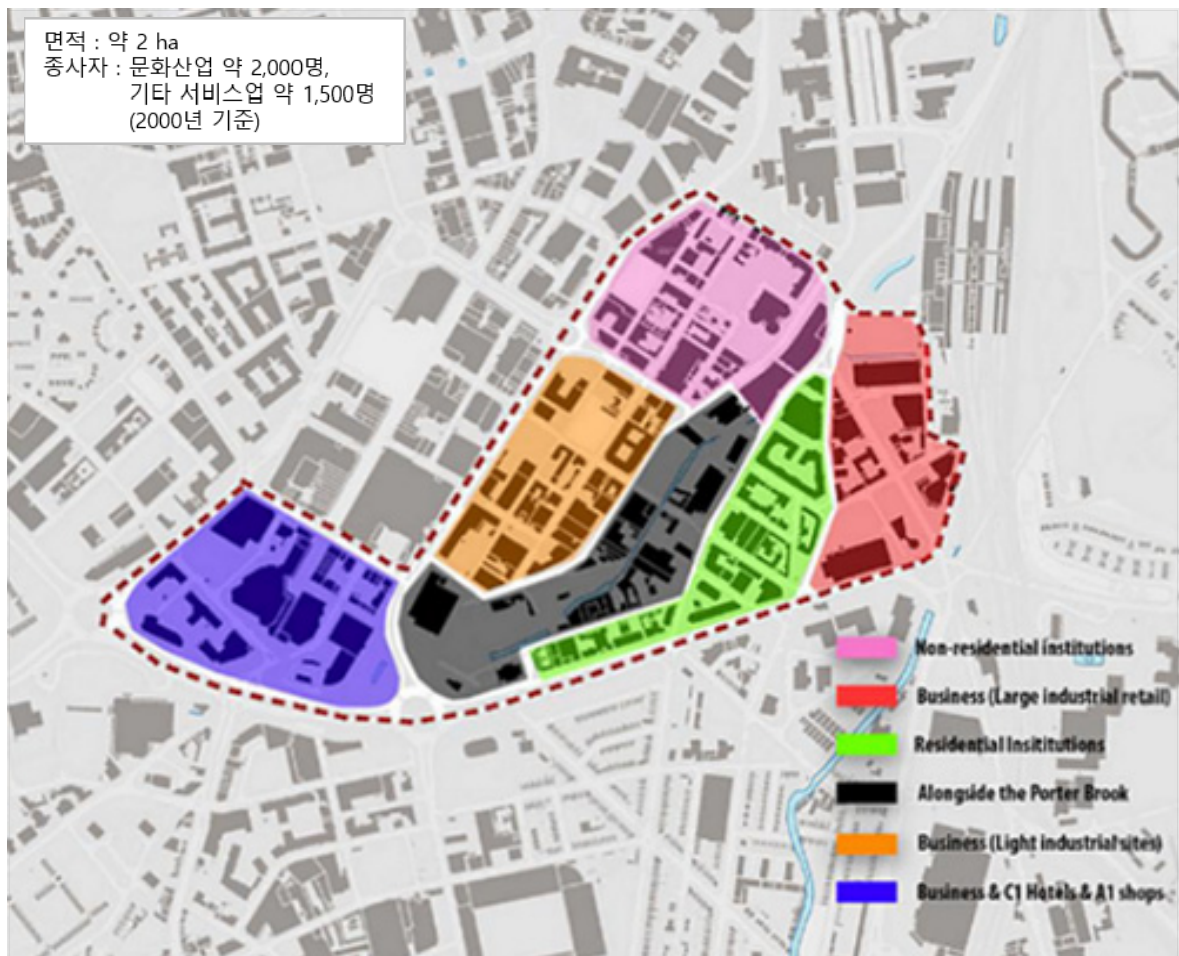 면적 : 약 2 ha
종사자 : 문화산업 약 2,000명,
기타 서비스업 약 1,500명
(2000년 기준)
Non-residential institutions
Business (Large industrial retail)
Residential Insititutions
Alongside the Porter Brook
Business (Light industrial sites)
Business & C1 Hotels & A1 shops